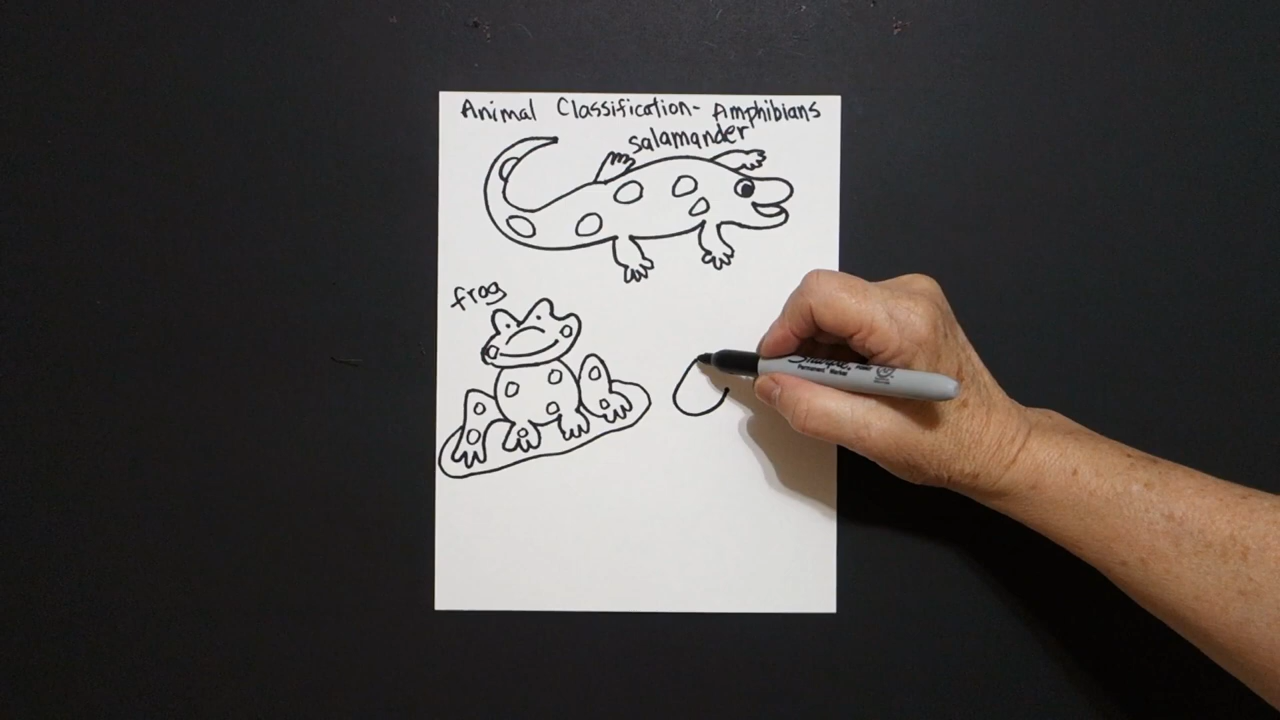 Animal Classification- Amphibians
salamander
frog
Sharpie
Permanent Marker